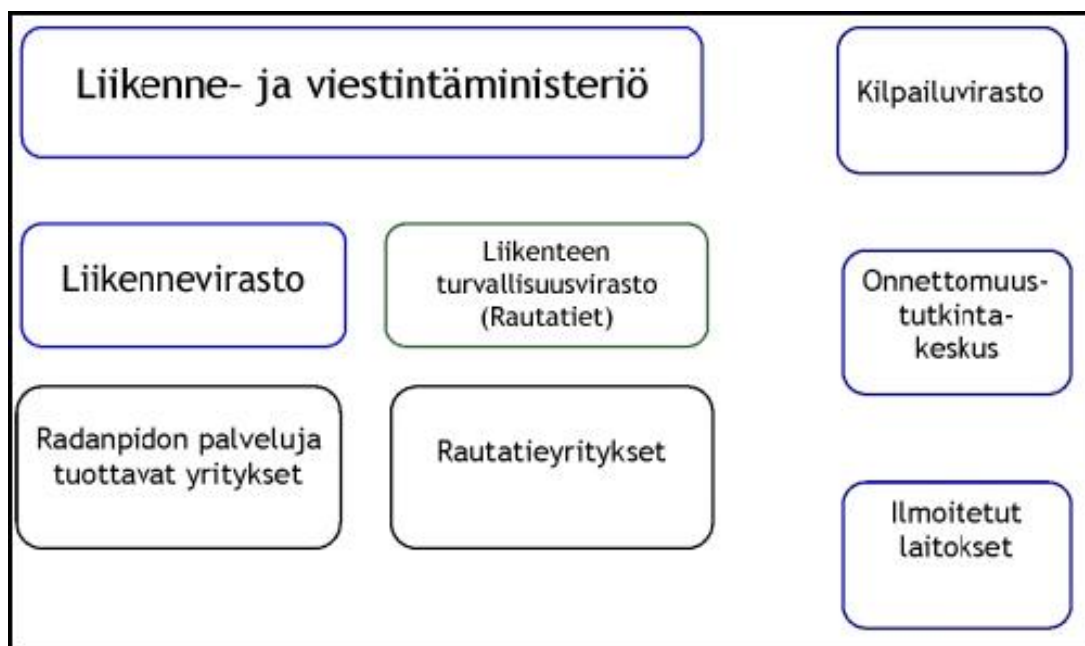 Liikenne- ja viestintäministeriö
Kilpailuvirasto
Liikennevirasto
Liikenteen
turvallisuusvirasto
(Rautatiet)
Onnettomuus-
tutkinta-
keskus
Radanpidon palveluja
tuottavat yritykset
Rautatieyritykset
Ilmoitetut
laitokset